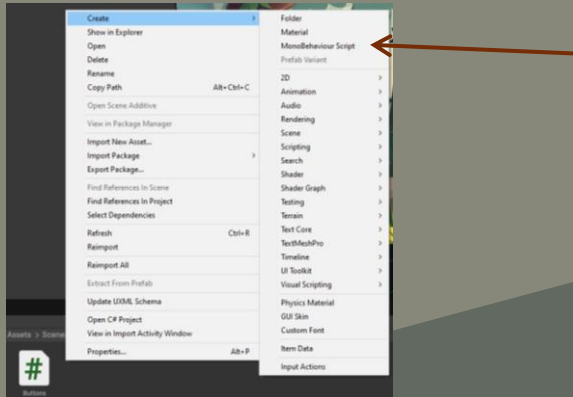 Create
Show in Explorer
Open
Delete
Rename
Copy Path Alt+Ctrl+C
Open Scene Additive
View in Package Manager
Import New Asset...
Import Package
Export Package...
Find References In Scene
Find References In Project
Select Dependencies
Refresh Ctrl+R
Reimport
Reimport All
Extract From Prefab
Update UXML Schema
Open C# Project
View in Import Activity Window
Properties... Alt+P
Folder
Material
MonoBehaviour Script
Prefab Variant
2D
Animation
Audio
Rendering
Scene
Scripting
Search
Shader
Shader Graph
Testing
Terrain
Text Core
TextMeshPro
Timeline
UI Toolkit
Visual Scripting
Physics Material
GUI Skin
Custom Font
Item Data
Input Actions
Assets > Scene
#
Buttons